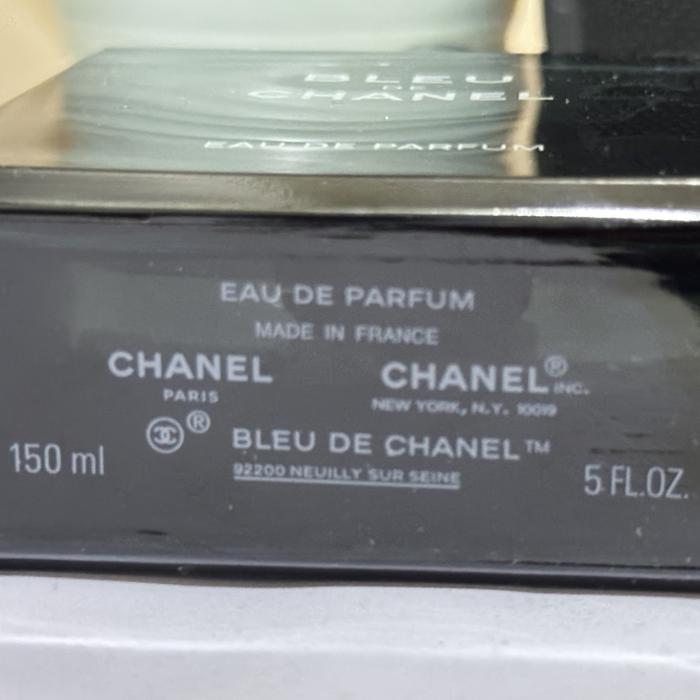 BLEU
DE
CHANEL
EAU DE PARFUM
EAU DE PARFUM
MADE IN FRANCE
CHANEL
PARIS
CHANEL® INC.
NEW YORK, N.Y. 10019
®
BLEU DE CHANEL™
92200 NEUILLY SUR SEINE
150 ml
5 FL.OZ.